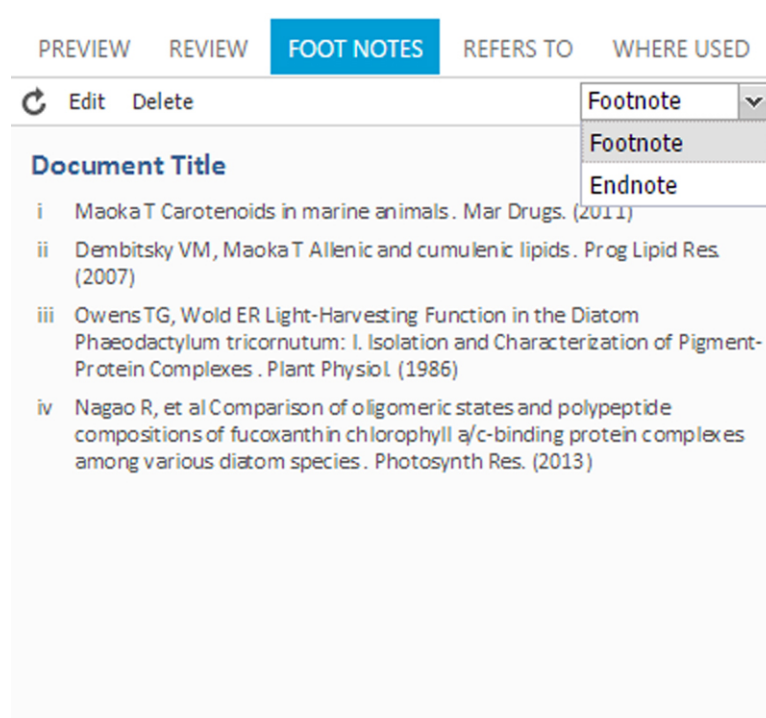 PREVIEW REVIEW FOOT NOTES REFERS TO WHERE USED
Edit Delete Footnote
Footnote
Endnote
Document Title
i Maoka T Carotenoids in marine animals. Mar Drugs. (2011)
ii Dembitsky VM, Maoka T Allenic and cumulenic lipids. Prog Lipid Res.
(2007)
iii Owens TG, Wold ER Light-Harvesting Function in the Diatom
Phaeodactylum tricornutum: I. Isolation and Characterization of Pigment-
Protein Complexes. Plant Physiol. (1986)
iv Nagao R, et al Comparison of oligomeric states and polypeptide
compositions of fucoxanthin chlorophyll a/c-binding protein complexes
among various diatom species. Photosynth Res. (2013)